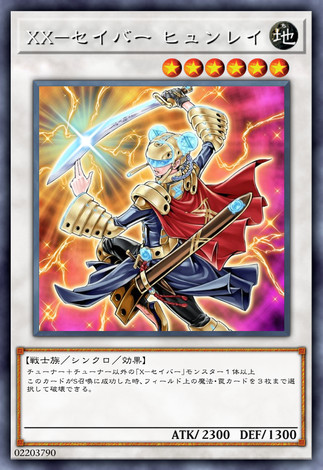 XX－セイバー ヒュンレイ 地
【戦士族／シンクロ／効果】
チューナー＋チューナー以外の「X－セイバー」モンスター１体以上
このカードがS召喚に成功した時、フィールド上の魔法・罠カードを３枚まで選
択して破壊できる。
ATK/ 2300 DEF/1300
02203790